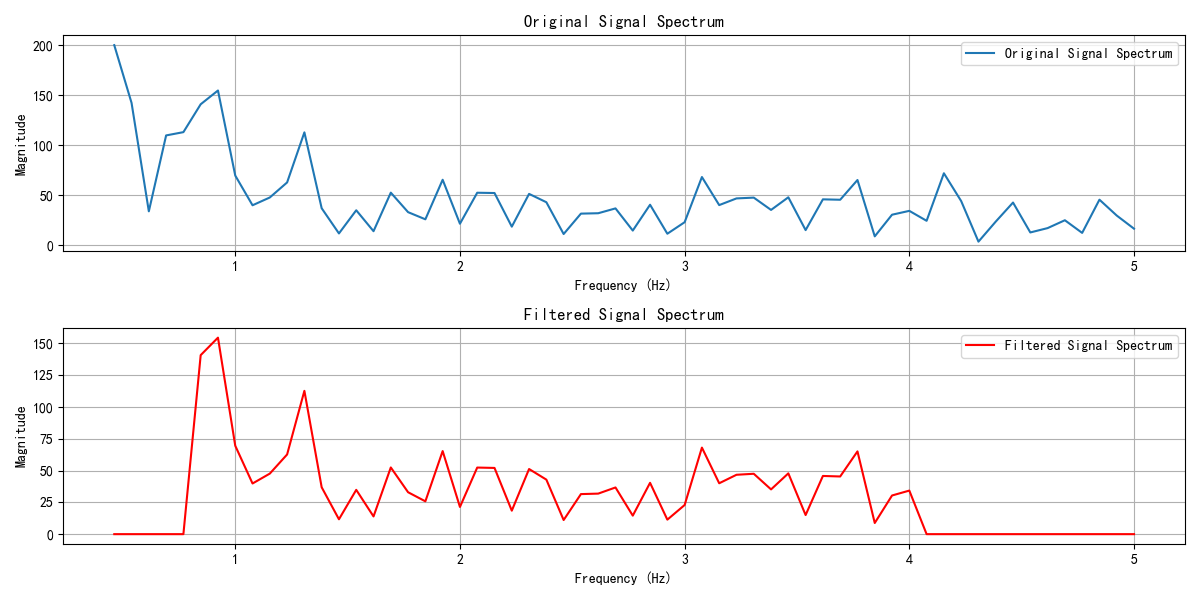 Original Signal Spectrum
200
150
100
50
0
Magnitude
Original Signal Spectrum
1 2 3 4 5
Frequency (Hz)
Filtered Signal Spectrum
150
125
100
75
50
25
0
Magnitude
Filtered Signal Spectrum
1 2 3 4 5
Frequency (Hz)